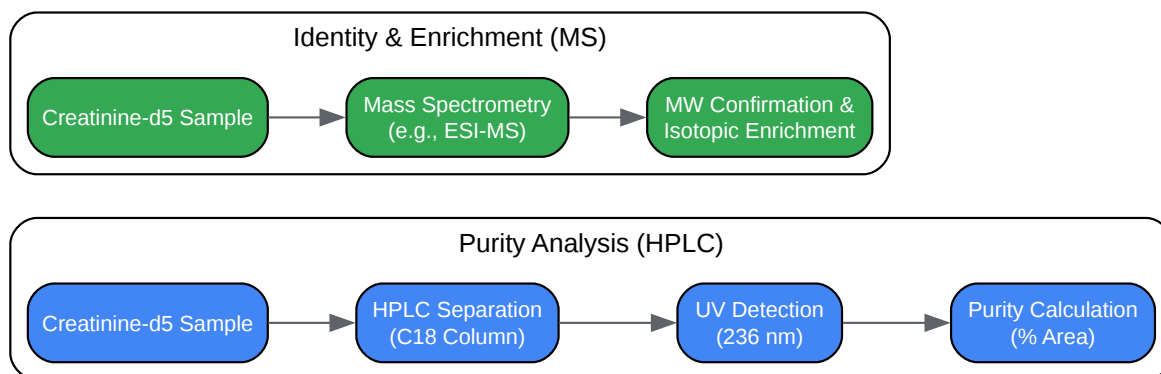 Identity & Enrichment (MS)
Creatinine-d5 Sample
Mass Spectrometry
(e.g., ESI-MS)
MW Confirmation &
Isotopic Enrichment
Purity Analysis (HPLC)
Creatinine-d5 Sample
HPLC Separation
(C18 Column)
UV Detection
(236 nm)
Purity Calculation
(% Area)